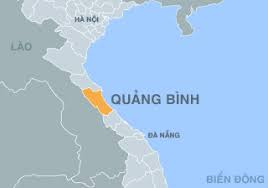 HÀ NỘI
LÀO
QUẢNG BÌNH
ĐÀ NẴNG
BIỂN ĐÔNG